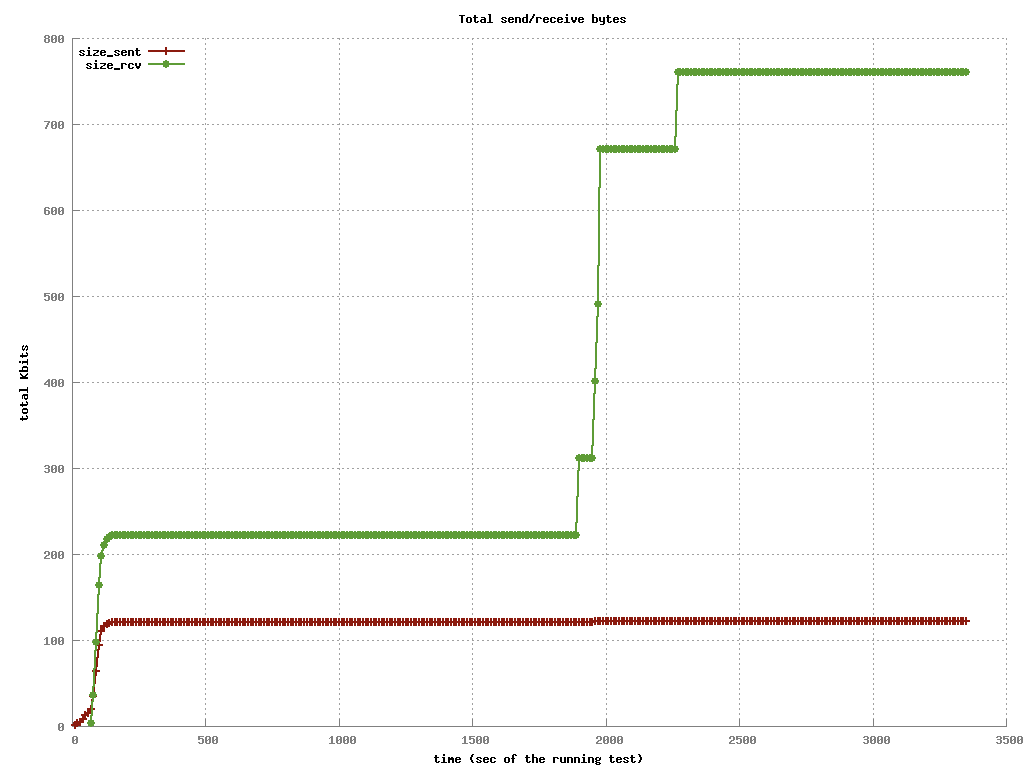 Total send/receive bytes
size_sent
size_rcv
800
700
600
500
400
300
200
100
0
total Kbits
0 500 1000 1500 2000 2500 3000 3500
time (sec of the running test)